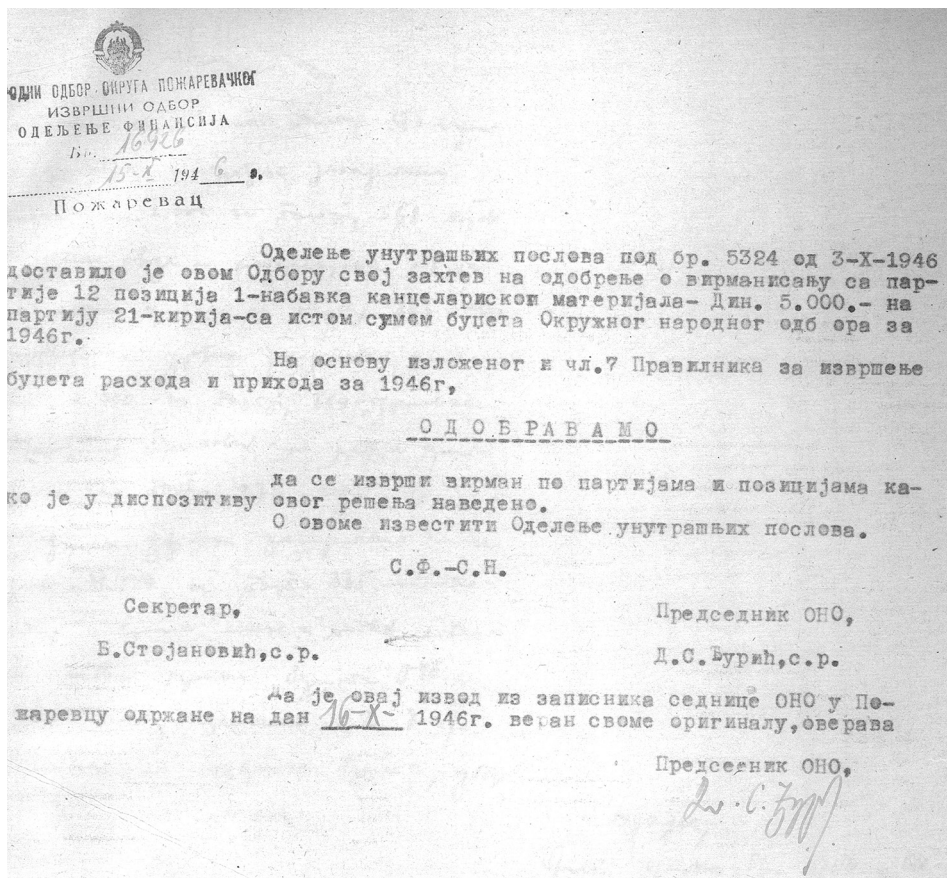 ОДНИ ОДБОР ОКРУГА ПОЖАРЕВАЧКОГ
ИЗВРШНИ ОДБОР
ОДЕЉЕЊЕ ФИНАНСИЈА
Бр. 16926
15-X 1946 г.
Пожаревац
Оделење унутрашњих послова под бр. 5324 од 3-X-1946
доставило је овом Одбору свој захтев на одобрење о вирманисању са пар-
тије 12 позиција 1-набавка канцелариског материјала- Дин. 5.000.- на
партију 21-кирија-са истом сумом буџета Окружног народног одб ора за
1946г.
На основу изложеног и чл.7 Правилника за извршење
буџета расхода и прихода за 1946г,
ОДОБРАВАМО
да се изврши вирман по партијама и позицијама ка-
ко је у диспозитиву овог решења наведено.
О овоме известити Оделење унутрашњих послова.
С.Ф.-С.Н.
Секретар,
Председник ОНО,
Б.Стојановић,с.р.
Д.С.Ђурић,с.р.
Да је овај извод из записника седнице ОНО у По-
жаревцу одржане на дан 16-X- 1946г. веран своме оригиналу,оверава
Председник ОНО,